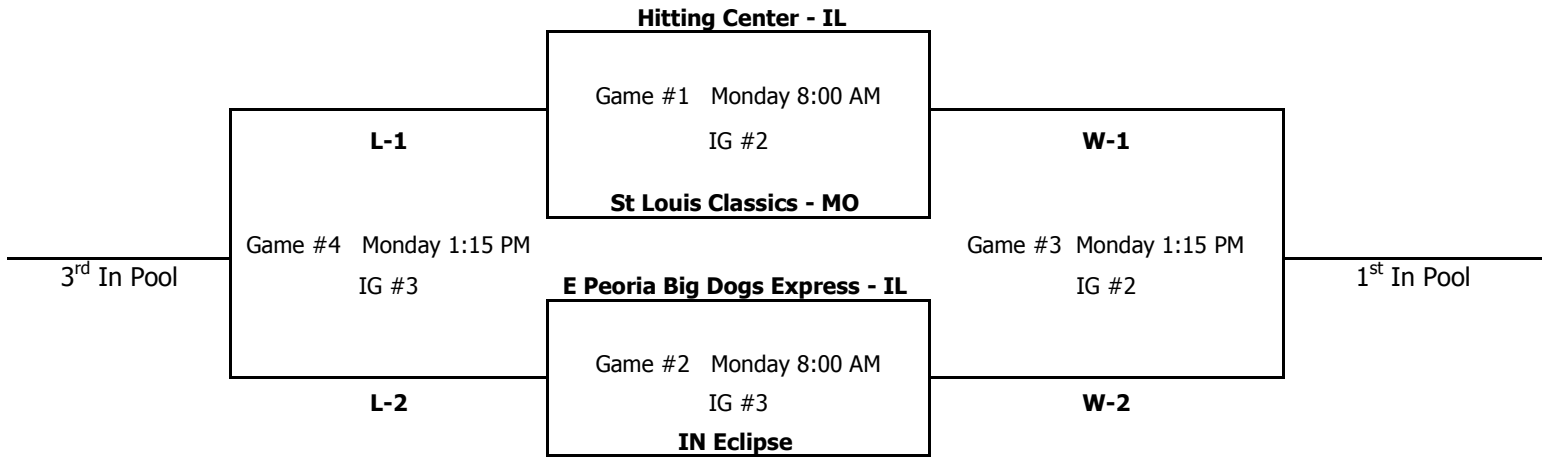 Hitting Center - IL
Game #1 Monday 8:00 AM
L-1
IG #2
W-1
St Louis Classics - MO
Game #4 Monday 1:15 PM
Game #3 Monday 1:15 PM
3rd In Pool
IG #3
E Peoria Big Dogs Express - IL
IG #2
1st In Pool
Game #2 Monday 8:00 AM
L-2
IG #3
W-2
IN Eclipse